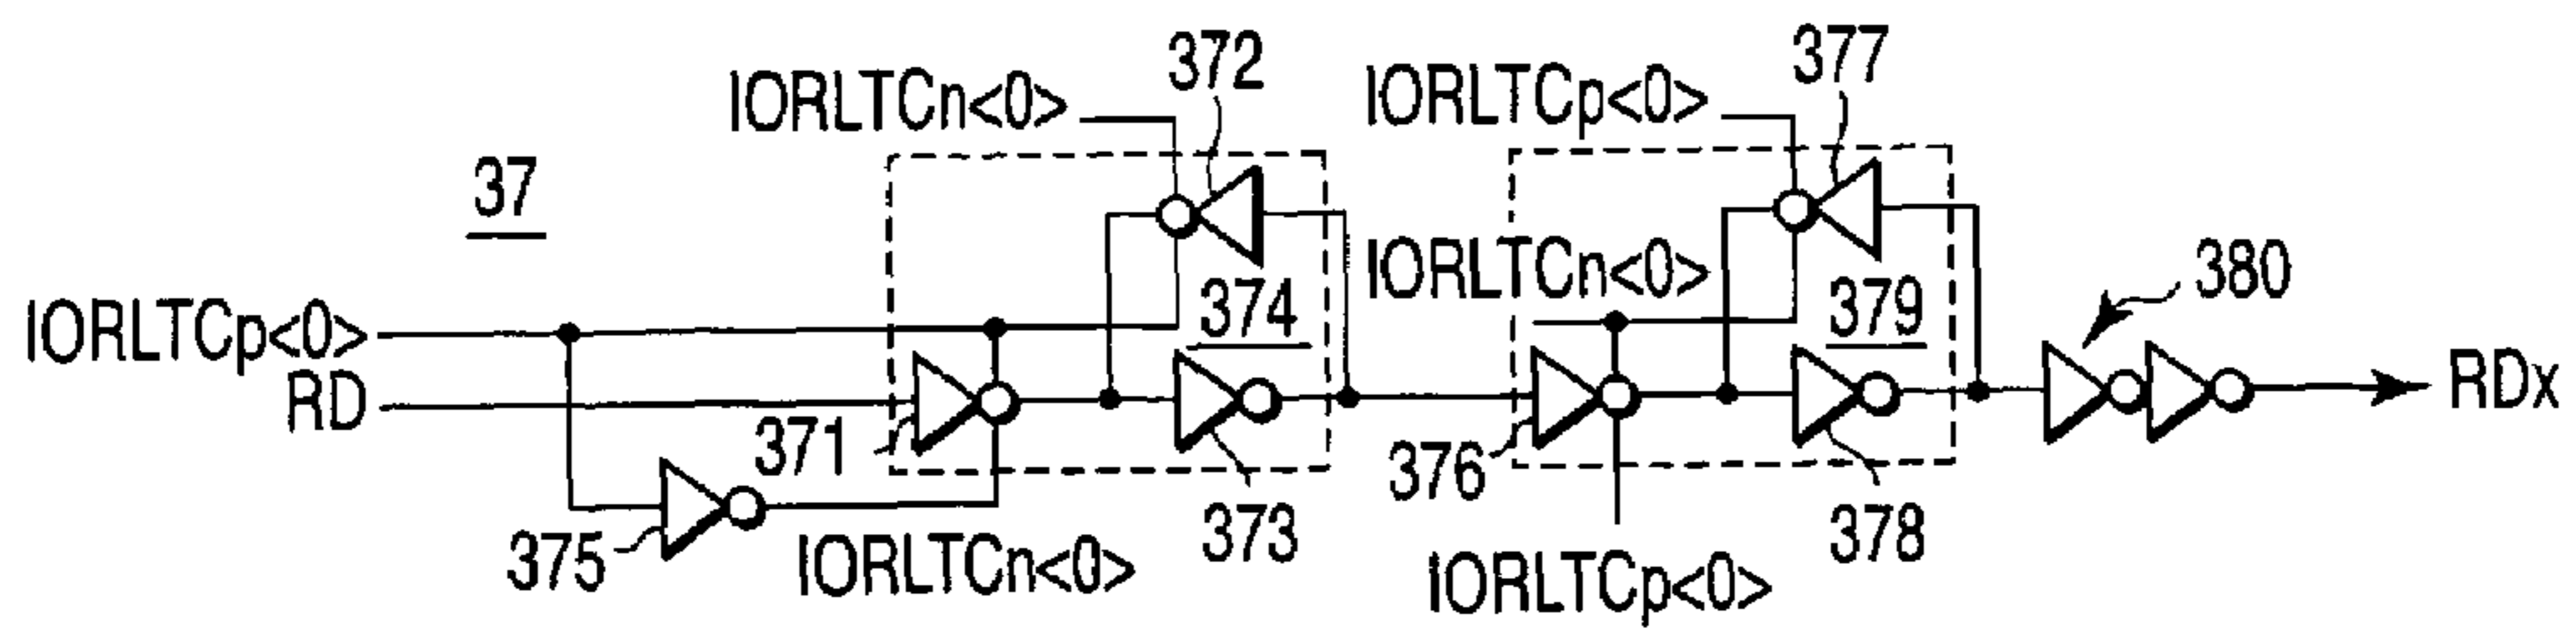 37
IORLTCn<0>
372
IORLTCp<0>
377
IORLTCp<0>
RD
371
374
IORLTCn<0>
379
380
RDx
375
IORLTCn<0>
373
376
IORLTCp<0>
378